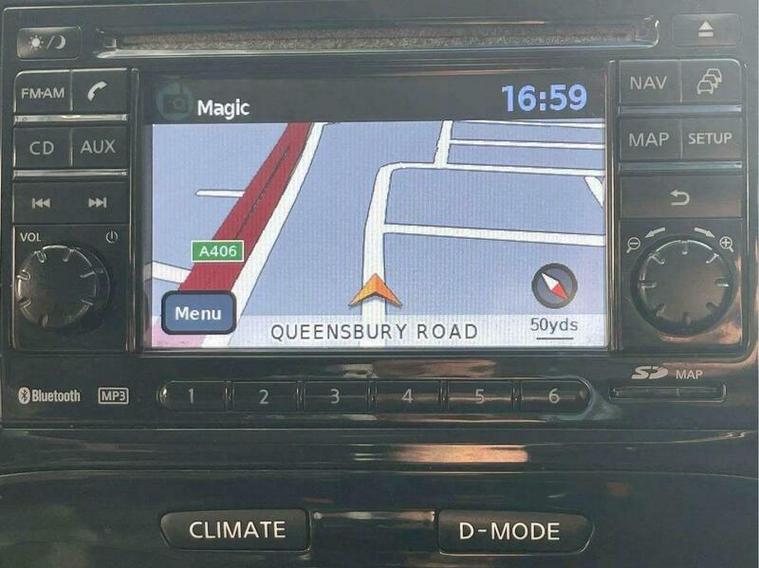 FM·AM
CD
AUX
VOL
Magic
16:59
A406
Menu
QUEENSBURY ROAD
50yds
NAV
MAP
SETUP
Bluetooth
MP3
1
2
3
4
5
6
SD MAP
CLIMATE
D-MODE